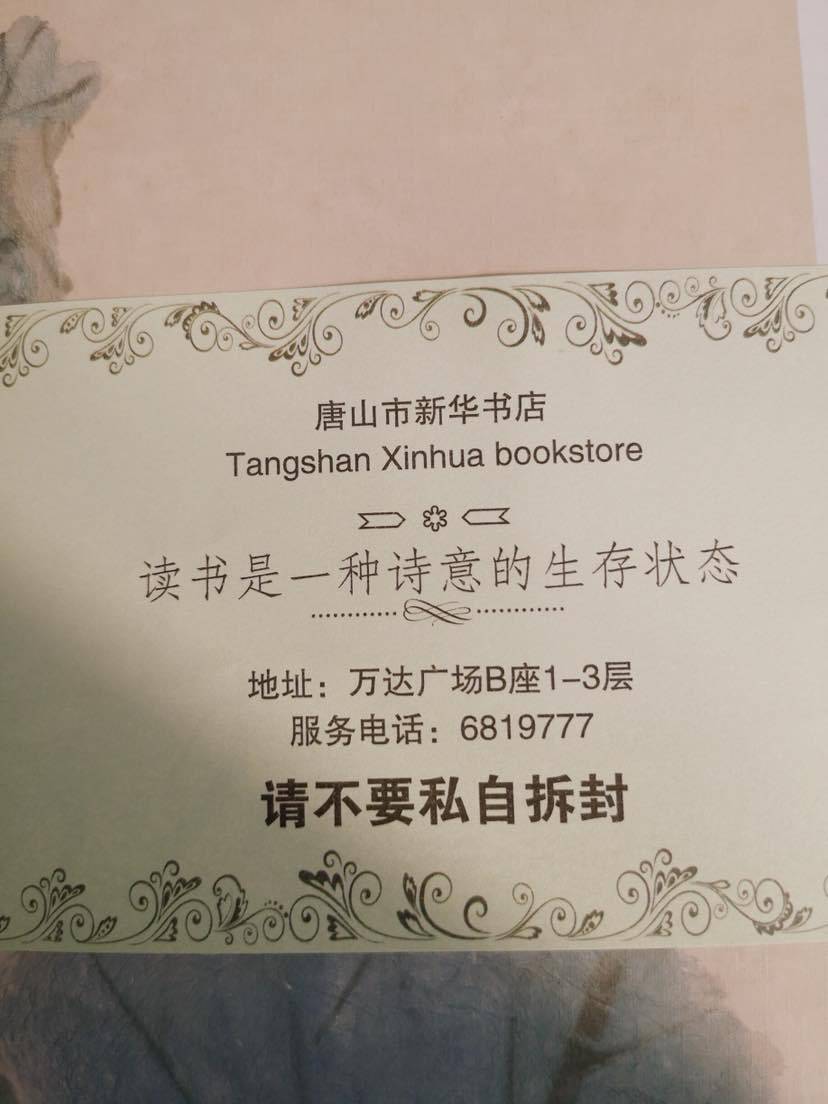 唐山市新华书店
Tangshan Xinhua bookstore
读书是一种诗意的生存状态
地址：万达广场B座1-3层
服务电话：6819777
请不要私自拆封